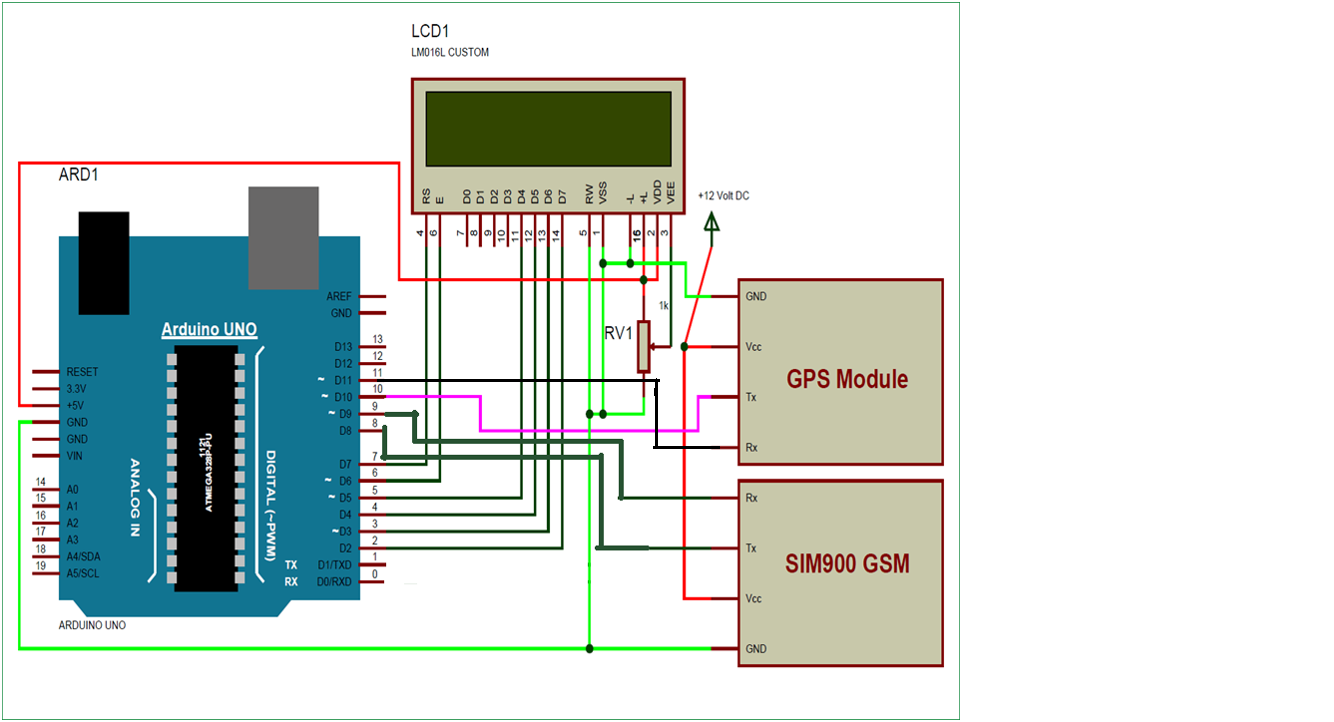 LCD1
LM016L CUSTOM
RS E D0 D1 D2 D3 D4 D5 D6 D7 RW VSS -L +L VDD VEE
4 6 7 8 9 10 11 12 13 14 5 1 16 2 3
+12 Volt DC
ARD1
Arduino UNO
AREF
GND
D13 13
D12 12
~ D11 11
~ D10 10
~ D9 9
D8 8
D7 7
~ D6 6
~ D5 5
D4 4
~ D3 3
D2 2
TX D1/TXD 1
RX D0/RXD 0
RESET
3.3V
+5V
GND
GND
VIN
14 A0
15 A1
16 A2
17 A3
18 A4/SDA
19 A5/SCL
ANALOG IN
ATMEGA328P-PU
1121
DIGITAL (~PWM)
ARDUINO UNO
1k
RV1
GND
Vcc
GPS Module
Tx
Rx
Rx
Tx
SIM900 GSM
Vcc
GND